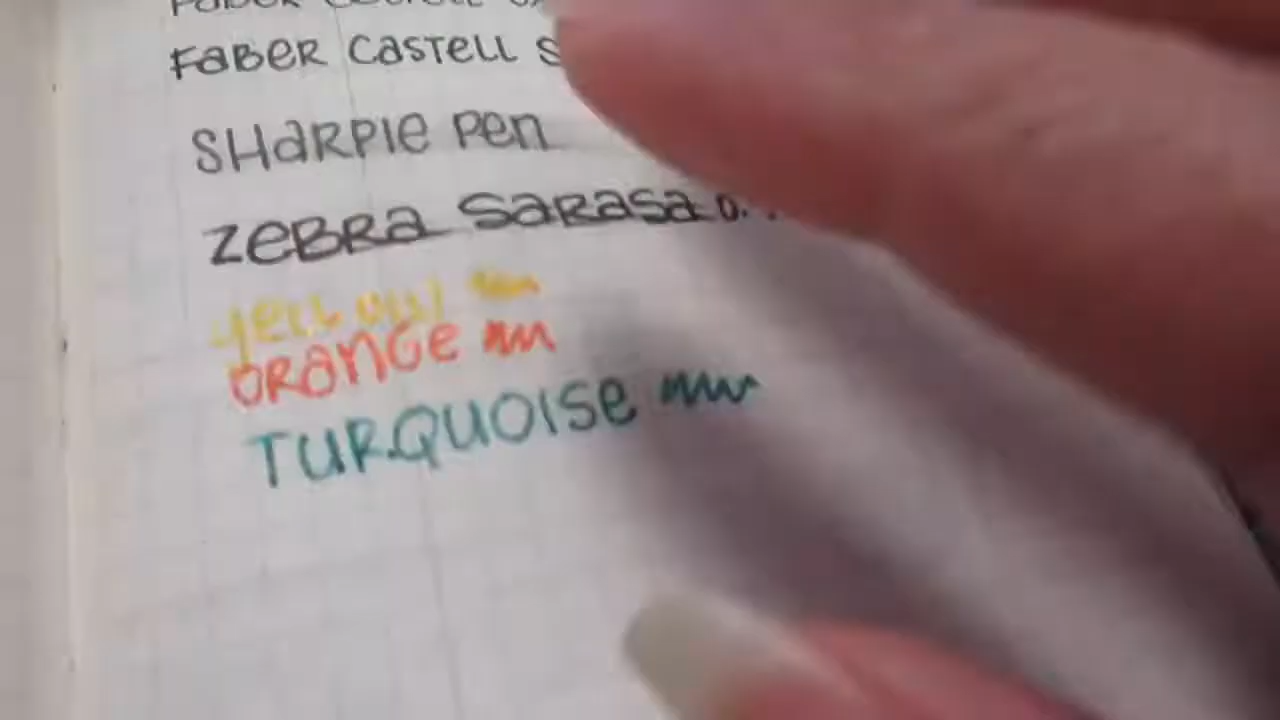 FaBER CasTELL
SHaRPIE Pen
ZEBRa SaRasa
yellow
ORanGe
TURQUOISe